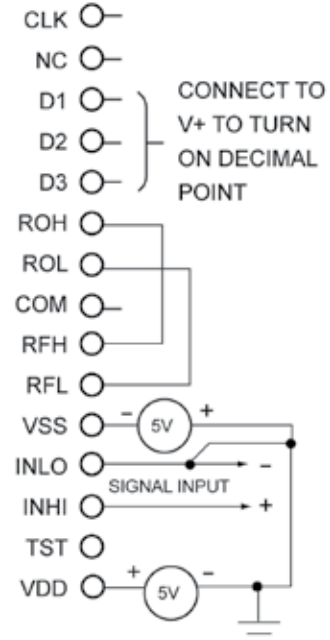 CLK
NC
D1
CONNECT TO
V+ TO TURN
D2
ON DECIMAL
D3
POINT
ROH
ROL
COM
RFH
RFL
VSS - 5V +
INLO -
SIGNAL INPUT
INHI +
TST
VDD + 5V -